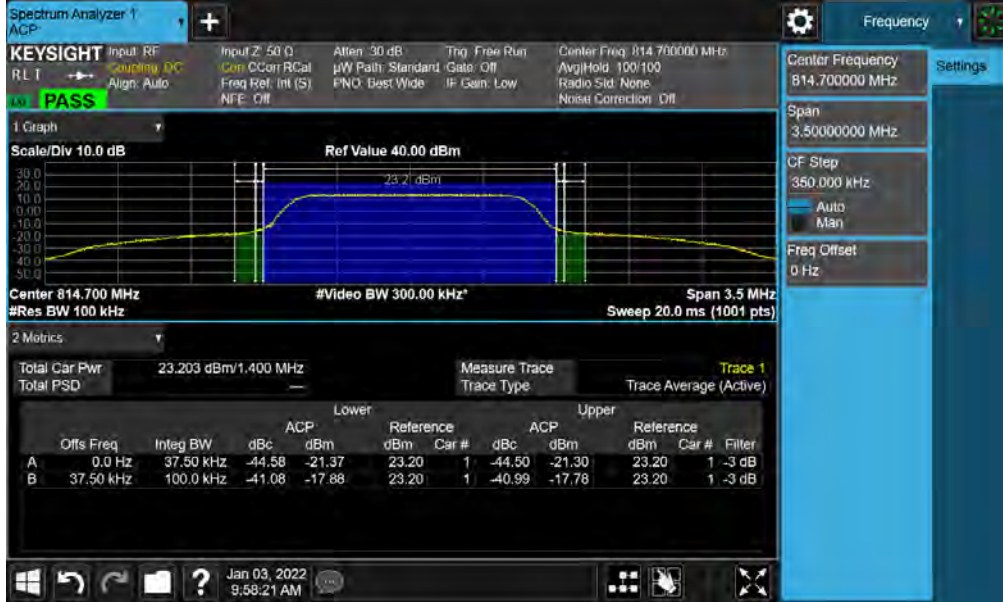 Spectrum Analyzer 1
ACP
+
Frequency
KEYSIGHT
RLT
PASS
Input: RF
Coupling: DC
Align: Auto
Input Z: 50 Ω
Corr CCorr RCal
Freq Ref: Int (S)
NFE: Off
Atten: 30 dB
µW Path: Standard
PNO: Best Wide
Trig: Free Run
Gate: Off
IF Gain: Low
Center Freq: 814.700000 MHz
Avg|Hold: 100/100
Radio Std: None
Noise Correction: Off
Center Frequency
814.700000 MHz
Settings
Span
3.50000000 MHz
CF Step
350.000 kHz
Auto
Man
Freq Offset
0 Hz
1 Graph
Scale/Div 10.0 dB
Ref Value 40.00 dBm
23.2 dBm
30.0
20.0
10.0
0.00
-10.0
-20.0
-30.0
-40.0
-50.0
Center 814.700 MHz
#Video BW 300.00 kHz*
Span 3.5 MHz
#Res BW 100 kHz
Sweep 20.0 ms (1001 pts)
2 Metrics
Total Car Pwr 23.203 dBm/1.400 MHz
Total PSD —
Measure Trace Trace 1
Trace Type Trace Average (Active)
Lower Upper
ACP Reference ACP Reference
Offs Freq Integ BW dBc dBm dBm Car # dBc dBm dBm Car # Filter
A 0.0 Hz 37.50 kHz -44.58 -21.37 23.20 1 -44.50 -21.30 23.20 1 -3 dB
B 37.50 kHz 100.0 kHz -41.08 -17.88 23.20 1 -40.99 -17.78 23.20 1 -3 dB
?
Jan 03, 2022
9:58:21 AM